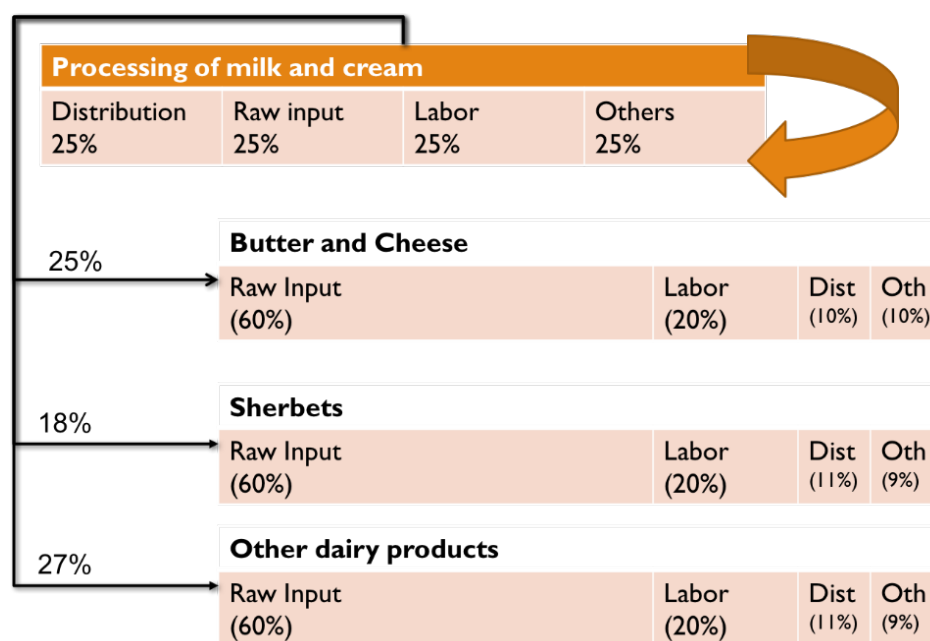 Processing of milk and cream
Distribution Raw input Labor Others
25% 25% 25% 25%
25%
Butter and Cheese
Raw Input Labor Dist Oth
(60%) (20%) (10%) (10%)
18%
Sherbets
Raw Input Labor Dist Oth
(60%) (20%) (11%) (9%)
27%
Other dairy products
Raw Input Labor Dist Oth
(60%) (20%) (11%) (9%)